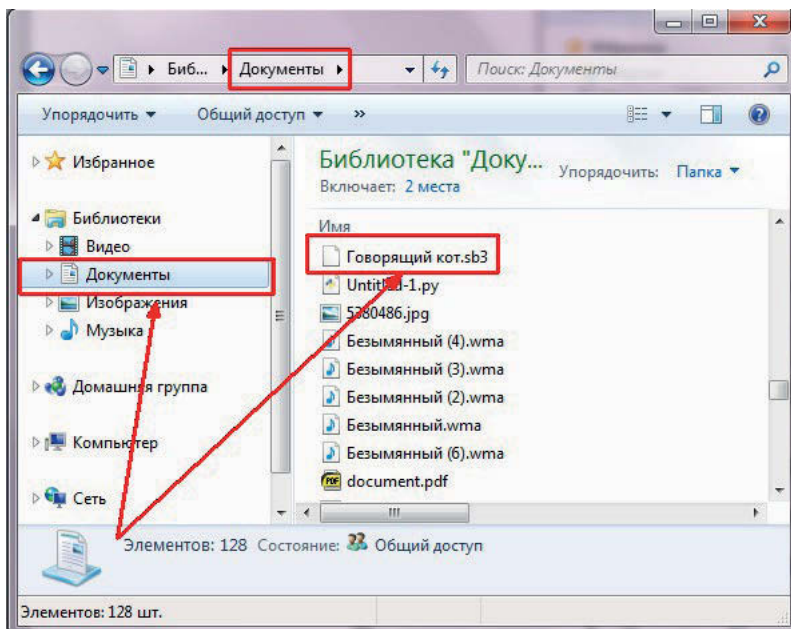 Биб... Документы
Поиск: Документы
Упорядочить Общий доступ »
Избранное
Библиотеки
Видео
Документы
Изображения
Музыка
Домашняя группа
Компьютер
Сеть
Библиотека "Доку...
Включает: 2 места
Упорядочить: Папка
Имя
Говорящий кот.sb3
Untitled-1.py
5380486.jpg
Безымянный (4).wma
Безымянный (3).wma
Безымянный (2).wma
Безымянный.wma
Безымянный (6).wma
document.pdf
Элементов: 128 Состояние: Общий доступ
Элементов: 128 шт.